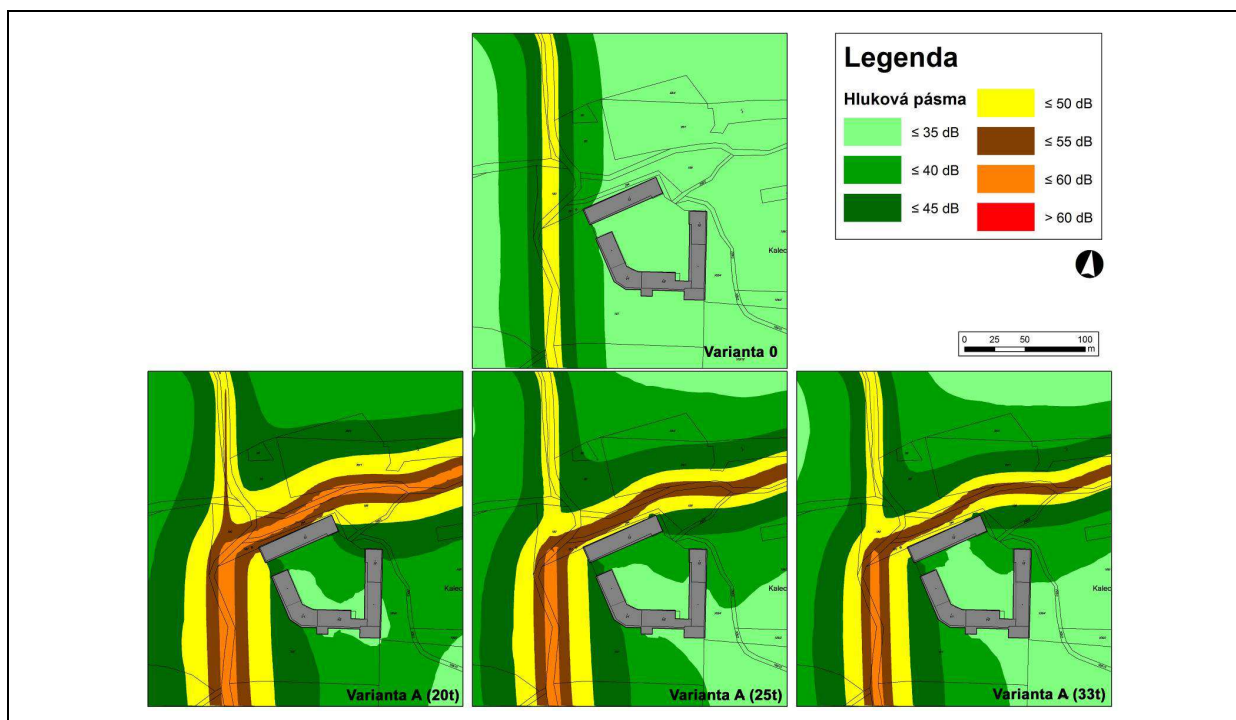 Legenda
Hluková pásma
≤ 35 dB
≤ 40 dB
≤ 45 dB
≤ 50 dB
≤ 55 dB
≤ 60 dB
> 60 dB
Kalec
Varianta 0
0 25 50 100
m
Kalec
Varianta A (20t)
Kalec
Varianta A (25t)
Kalec
Varianta A (33t)